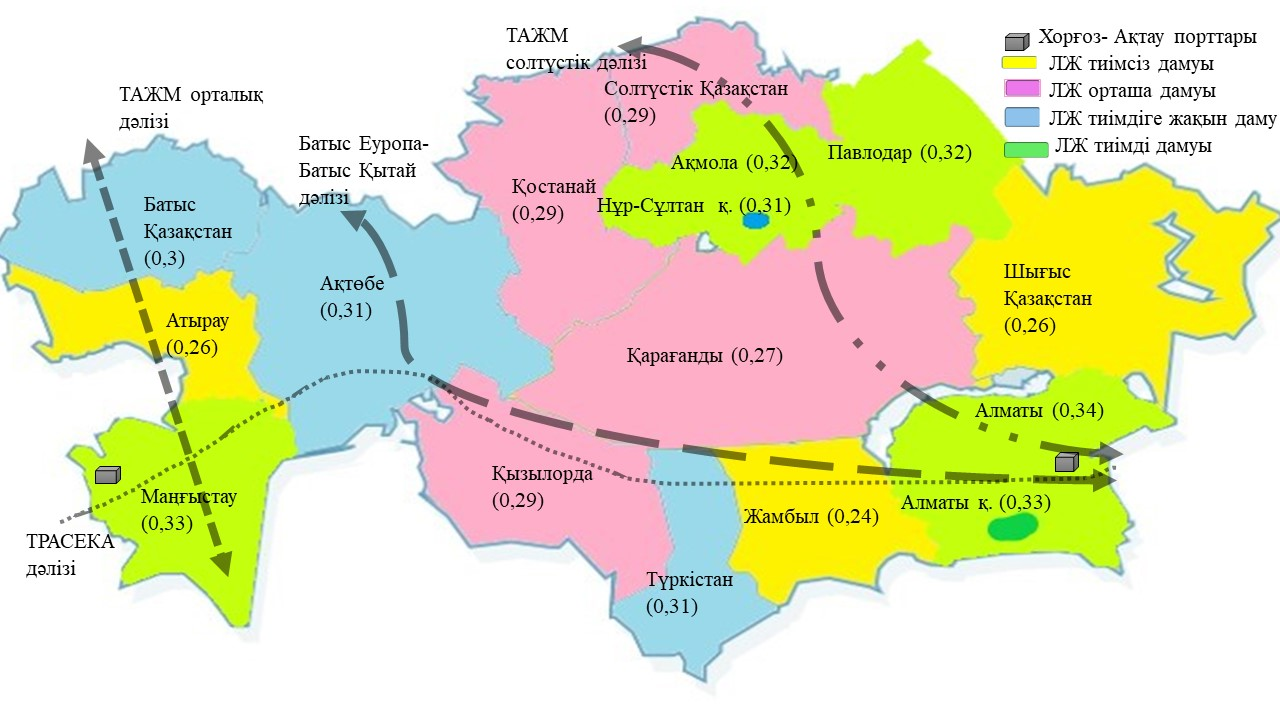 ТАЖМ
солтүстік дәлізі
Хорғоз- Ақтау порттары
ЛЖ тиімсіз дамуы
ЛЖ орташа дамуы
ЛЖ тиімдіге жақын даму
ЛЖ тиімді дамуы
ТАЖМ орталық
дәлізі
Батыс Еуропа-
Батыс Қытай
дәлізі
Солтүстік Қазақстан
(0,29)
Ақмола (0,32)
Павлодар (0,32)
Қостанай
(0,29)
Нұр-Сұлтан қ. (0,31)
Батыс
Қазақстан
(0,3)
Ақтөбе
(0,31)
Шығыс
Қазақстан
(0,26)
Атырау
(0,26)
Қарағанды (0,27)
Алматы (0,34)
Қызылорда
(0,29)
Маңғыстау
(0,33)
Алматы қ. (0,33)
Жамбыл (0,24)
ТРАСЕКА
дәлізі
Түркістан
(0,31)